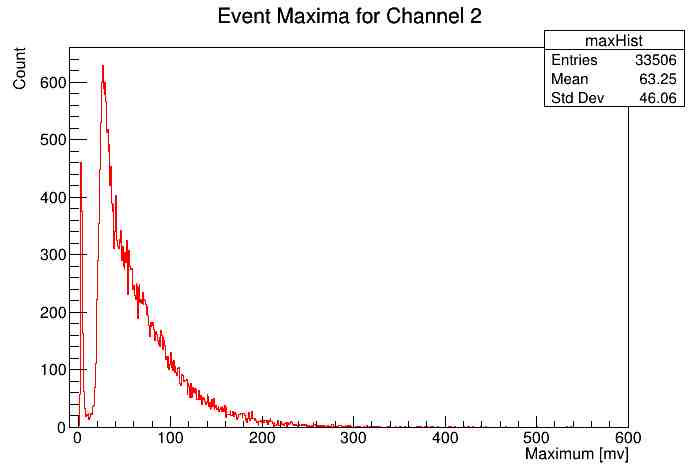 Event Maxima for Channel 2
maxHist
Entries 33506
Mean 63.25
Std Dev 46.06
Count
600
500
400
300
200
100
0
0 100 200 300 400 500 600
Maximum [mv]